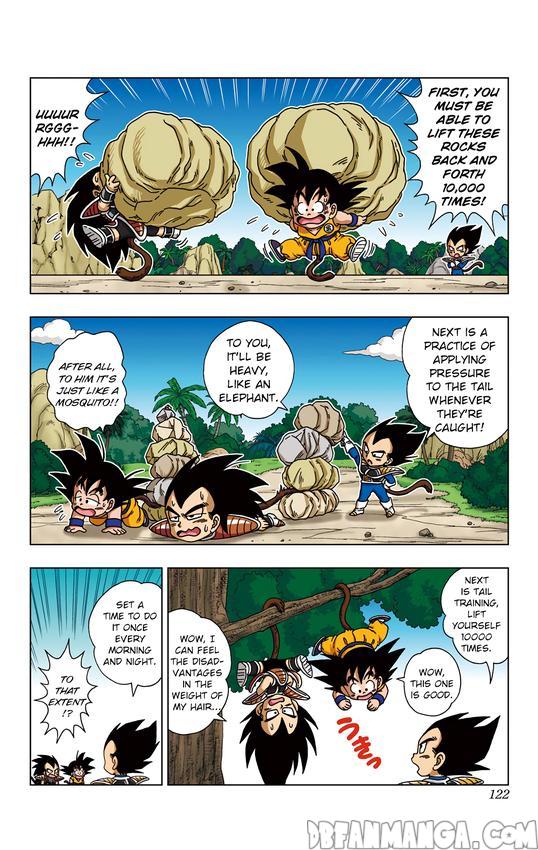 FIRST, YOU
MUST BE
ABLE TO
LIFT THESE
ROCKS
BACK AND
FORTH
10,000
TIMES!
UUUUR
RGGG-
HHH!!
NEXT IS A
PRACTICE OF
APPLYING
PRESSURE
TO THE TAIL
WHENEVER
THEY'RE
CAUGHT!
TO YOU,
IT'LL BE
HEAVY,
LIKE AN
ELEPHANT.
AFTER ALL,
TO HIM IT'S
JUST LIKE A
MOSQUITO!!
NEXT
IS TAIL
TRAINING,
LIFT
YOURSELF
10000
TIMES.
WOW,
THIS ONE
IS GOOD.
WOW, I
CAN FEEL
THE DISAD-
VANTAGES
IN THE
WEIGHT OF
MY HAIR...
SET A
TIME TO DO
IT ONCE
EVERY
MORNING
AND NIGHT.
TO
THAT
EXTENT!
?
122
DBFANMANGA.COM